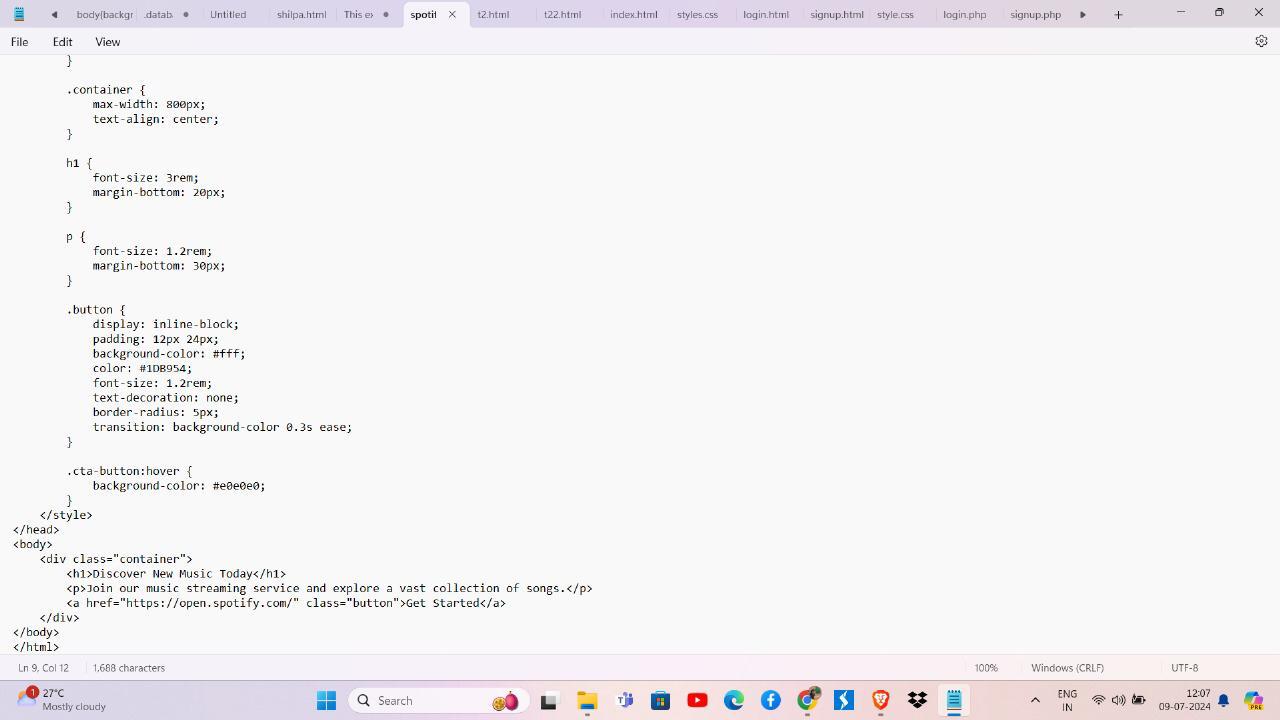 body(backgr
.datab
Untitled
shilpa.html
This ex
spotif
t2.html
t22.html
index.html
styles.css
login.html
signup.html
style.css
login.php
signup.php
File
Edit
View
}
.container {
max-width: 800px;
text-align: center;
}
h1 {
font-size: 3rem;
margin-bottom: 20px;
}
p {
font-size: 1.2rem;
margin-bottom: 30px;
}
.button {
display: inline-block;
padding: 12px 24px;
background-color: #fff;
color: #1DB954;
font-size: 1.2rem;
text-decoration: none;
border-radius: 5px;
transition: background-color 0.3s ease;
}
.cta-button:hover {
background-color: #e0e0e0;
}
</style>
</head>
<body>
<div class="container">
<h1>Discover New Music Today</h1>
<p>Join our music streaming service and explore a vast collection of songs.</p>
<a href="https://open.spotify.com/" class="button">Get Started</a>
</div>
</body>
</html>
Ln 9, Col 12
1,688 characters
100%
Windows (CRLF)
UTF-8
1
27°C
Mostly cloudy
Search
ENG
IN
12:07
09-07-2024
PRE